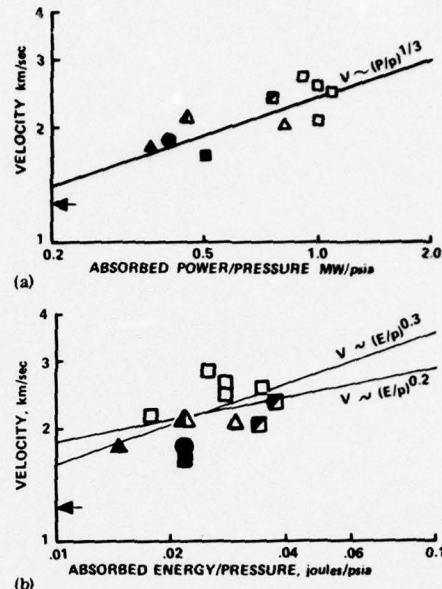 (a)
4
3
2
1
VELOCITY km/sec
V ~ (P/p)^1/3
0.2 0.5 1.0 2.0
ABSORBED POWER/PRESSURE MW/psia
(b)
4
3
2
1
VELOCITY, km/sec
V ~ (E/p)^0.3
V ~ (E/p)^0.2
.01 .02 .04 .06 0.1
ABSORBED ENERGY/PRESSURE, joules/psia